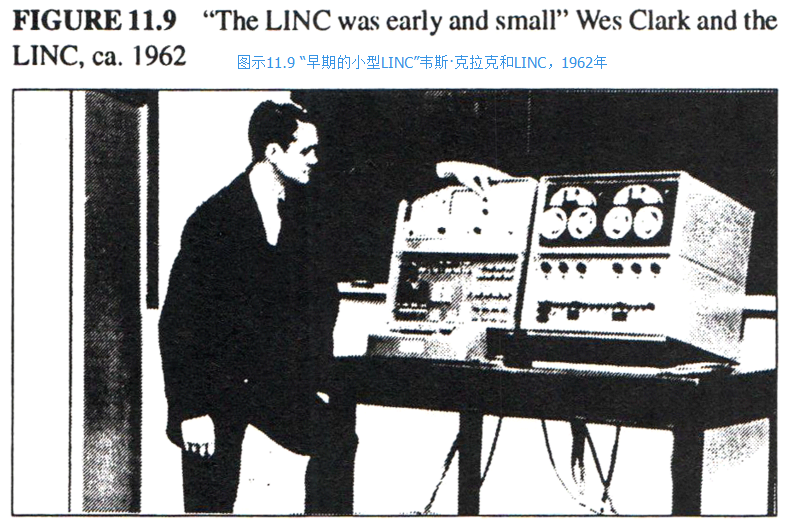 FIGURE 11.9 “The LINC was early and small” Wes Clark and the
LINC, ca. 1962
图示11.9 “早期的小型LINC”韦斯·克拉克和LINC，1962年